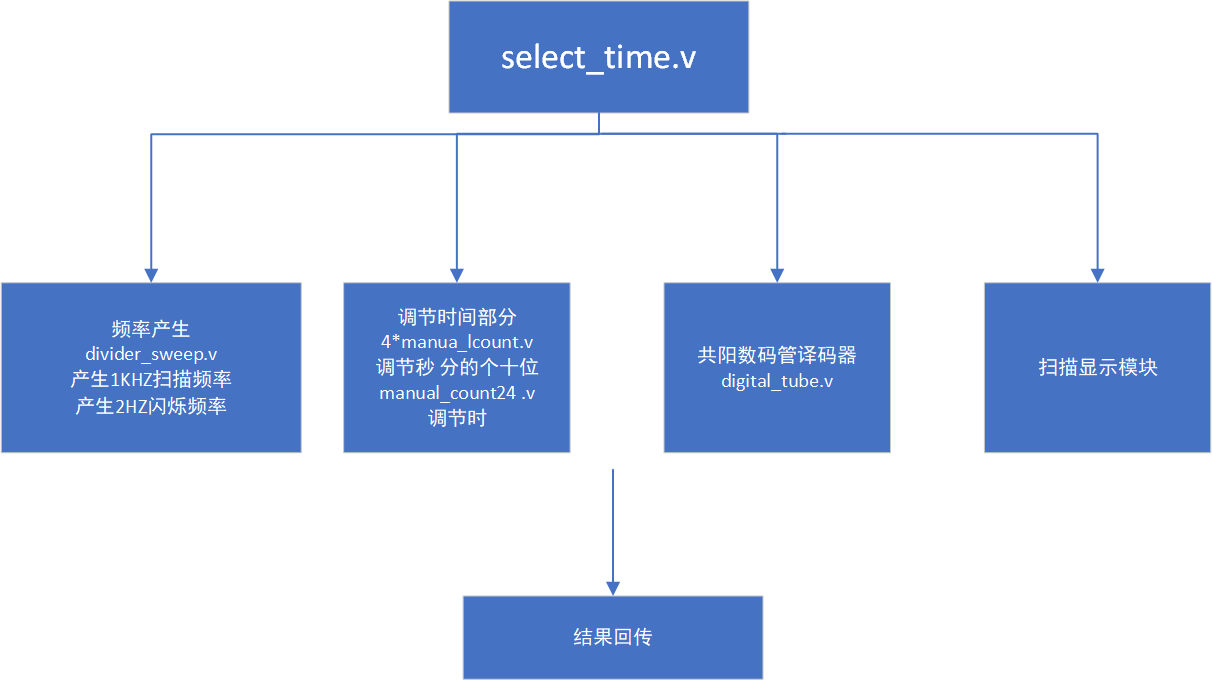 select_time.v
频率产生
divider_sweep.v
产生1KHZ扫描频率
产生2HZ闪烁频率
调节时间部分
4*manua_lcount.v
调节秒 分的个十位
manual_count24 .v
调节时
共阳数码管译码器
digital_tube.v
扫描显示模块
结果回传